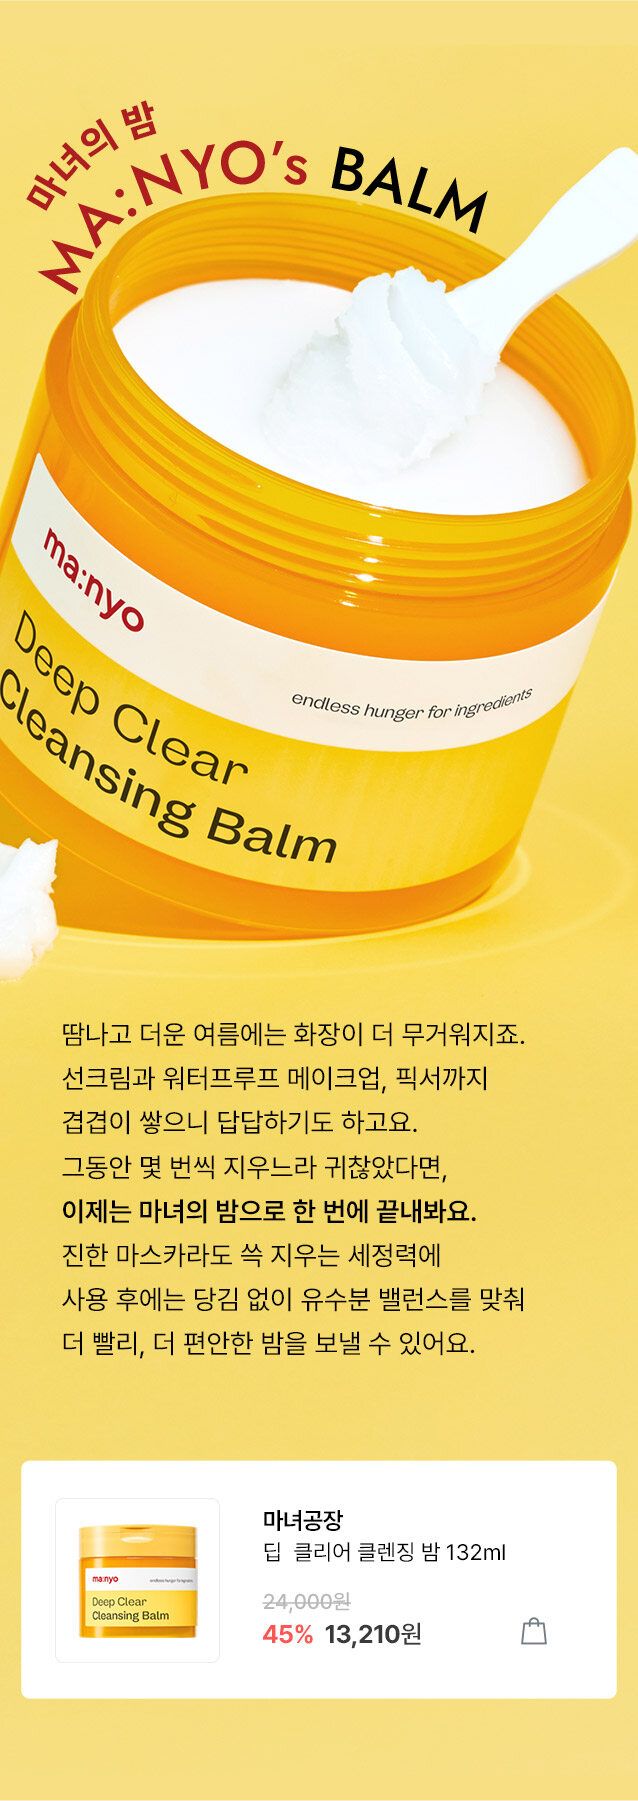 마녀의 밤
MA:NYO's BALM
ma:nyo
endless hunger for ingredients
Deep Clear
Cleansing Balm
땀나고 더운 여름에는 화장이 더 무거워지죠.
선크림과 워터프루프 메이크업, 픽서까지
겹겹이 쌓으니 답답하기도 하고요.
그동안 몇 번씩 지우느라 귀찮았다면,
이제는 마녀의 밤으로 한 번에 끝내봐요.
진한 마스카라도 쓱 지우는 세정력에
사용 후에는 당김 없이 유수분 밸런스를 맞춰
더 빨리, 더 편안한 밤을 보낼 수 있어요.
마녀공장
딥 클리어 클렌징 밤 132ml
24,000원
45% 13,210원
ma:nyo
endless hunger for ingredients
Deep Clear
Cleansing Balm